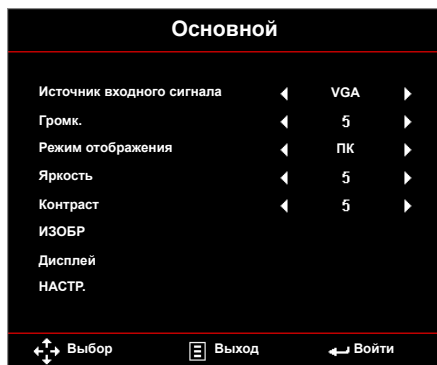 Основной
Источник входного сигнала VGA
Громк. 5
Режим отображения ПК
Яркость 5
Контраст 5
ИЗОБР
Дисплей
НАСТР.
Выбор Выход Войти